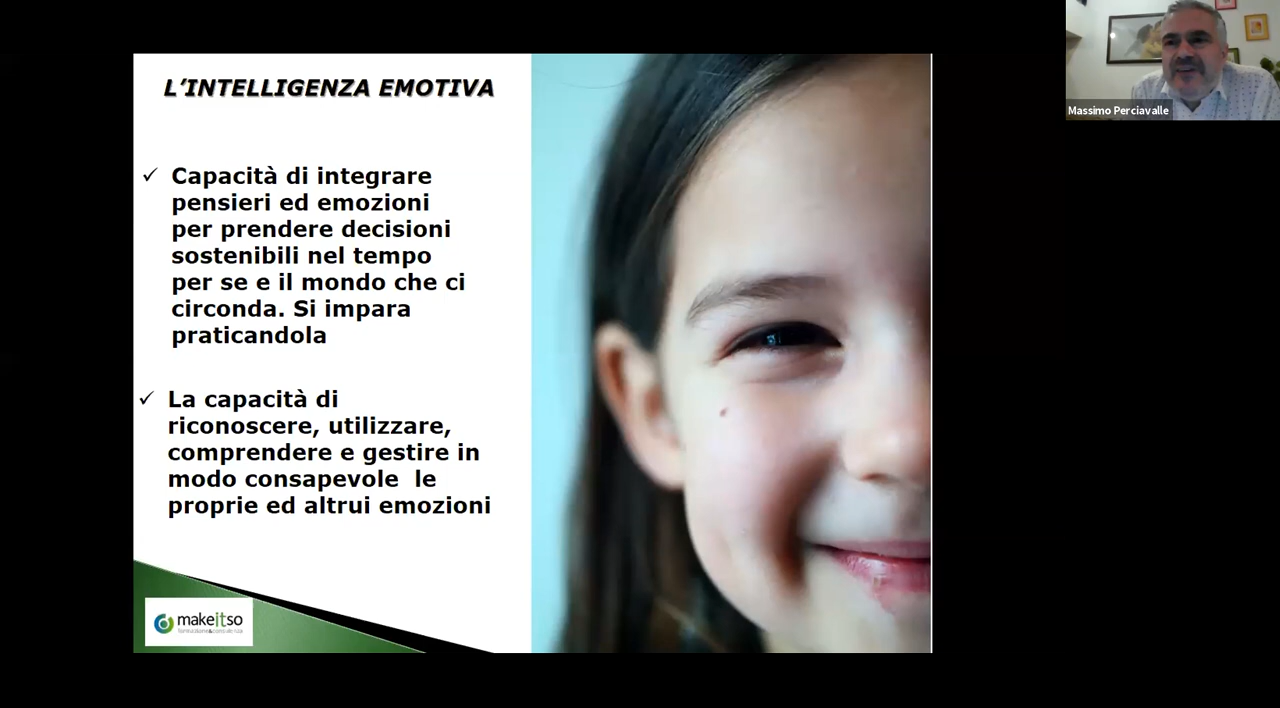 L'INTELLIGENZA EMOTIVA
✓ Capacità di integrare
pensieri ed emozioni
per prendere decisioni
sostenibili nel tempo
per se e il mondo che ci
circonda. Si impara
praticandola
✓ La capacità di
riconoscere, utilizzare,
comprendere e gestire in
modo consapevole le
proprie ed altrui emozioni
makeitso
Massimo Perciavalle